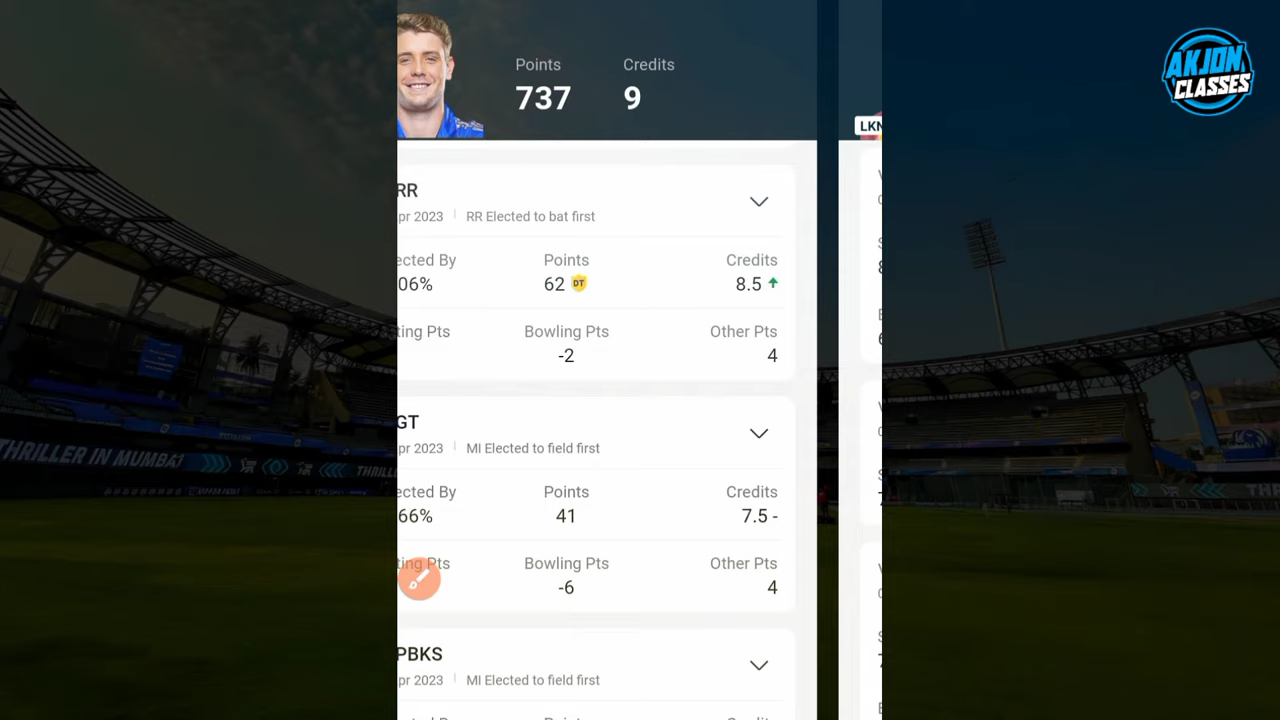 AKJON
CLASSES
Points
Credits
737
9
LKN
RR
pr 2023
RR Elected to bat first
ected By
Points
Credits
06%
62 DT
8.5
ting Pts
Bowling Pts
Other Pts
-2
4
GT
pr 2023
MI Elected to field first
ected By
Points
Credits
66%
41
7.5 -
ting Pts
Bowling Pts
Other Pts
-6
4
PBKS
pr 2023
MI Elected to field first
THRILLER IN MUMBAI
THRILL